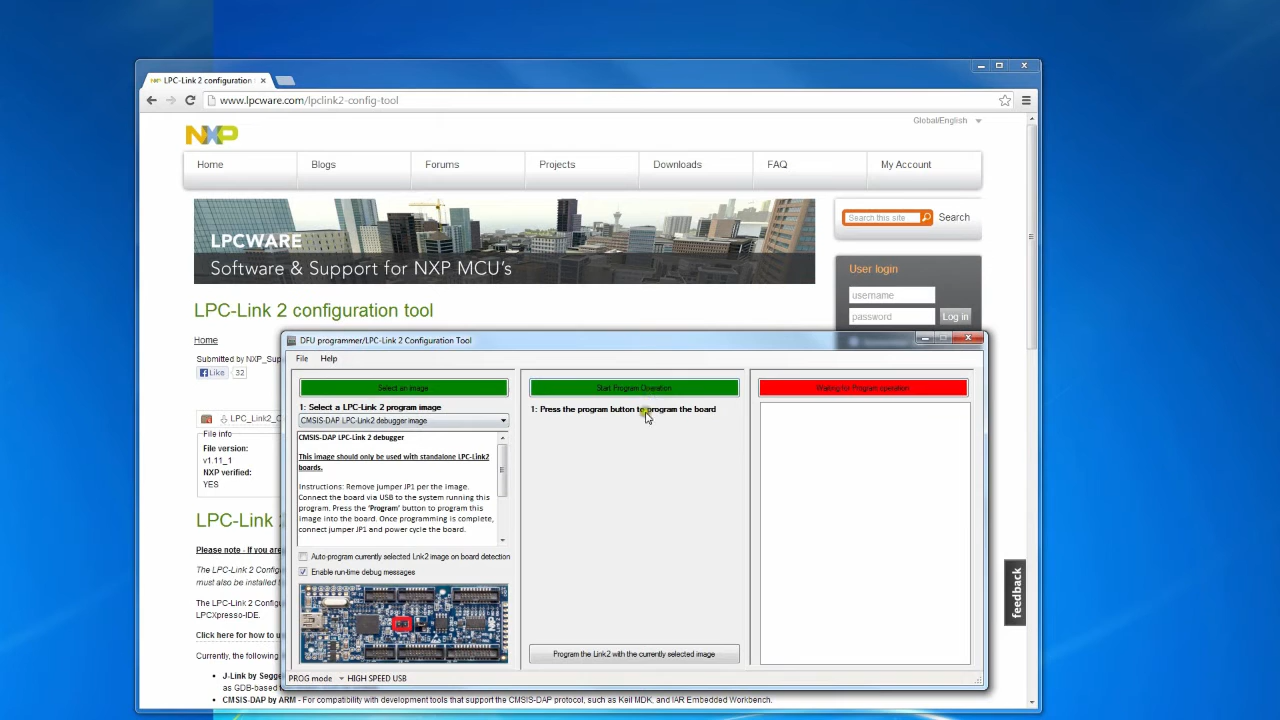 LPC-Link 2 configuration
www.lpcware.com/lpclink2-config-tool
Global/English
NXP
Home
Blogs
Forums
Projects
Downloads
FAQ
My Account
LPCWARE
Software & Support for NXP MCU's
Search this site
Search
User login
username
password
Log in
LPC-Link 2 configuration tool
Home
Submitted by NXP_Sup
Like
32
LPC_Link2_C
File info
File version:
v1.11_1
NXP verified:
YES
LPC-Link
Please note - If you are
The LPC-Link 2 Config
must also be installed
The LPC-Link 2 Config
LPCXpresso-IDE.
Click here for how to u
Currently, the following
J-Link by Segge
as GDB-based
CMSIS-DAP by ARM - For compatibility with development tools that support the CMSIS-DAP protocol, such as Keil MDK, and IAR Embedded Workbench.
feedback
DFU programmer/LPC-Link 2 Configuration Tool
File
Help
Select an image
1: Select a LPC-Link 2 program image
CMSIS-DAP LPC-Link2 debugger image
CMSIS-DAP LPC-Link 2 debugger
This image should only be used with standalone LPC-Link2
boards.
Instructions: Remove jumper JP1 per the image.
Connect the board via USB to the system running this
program. Press the 'Program' button to program this
image into the board. Once programming is complete,
connect jumper JP1 and power cycle the board.
Auto-program currently selected Lnk2 image on board detection
Enable run-time debug messages
Start Program Operation
1: Press the program button to program the board
Program the Link2 with the currently selected image
Waiting for Program operation
PROG mode
HIGH SPEED USB